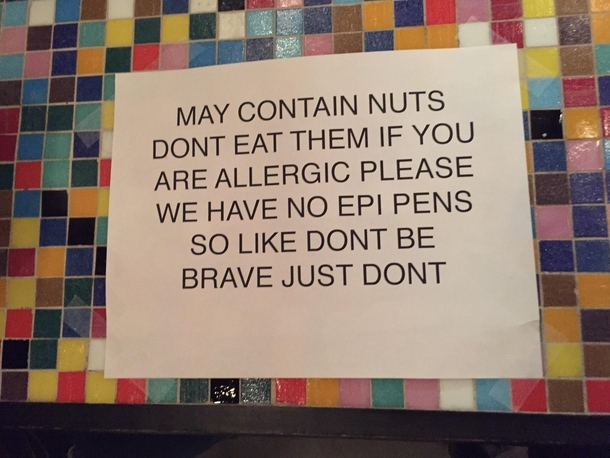 MAY CONTAIN NUTS
DONT EAT THEM IF YOU
ARE ALLERGIC PLEASE
WE HAVE NO EPI PENS
SO LIKE DONT BE
BRAVE JUST DONT